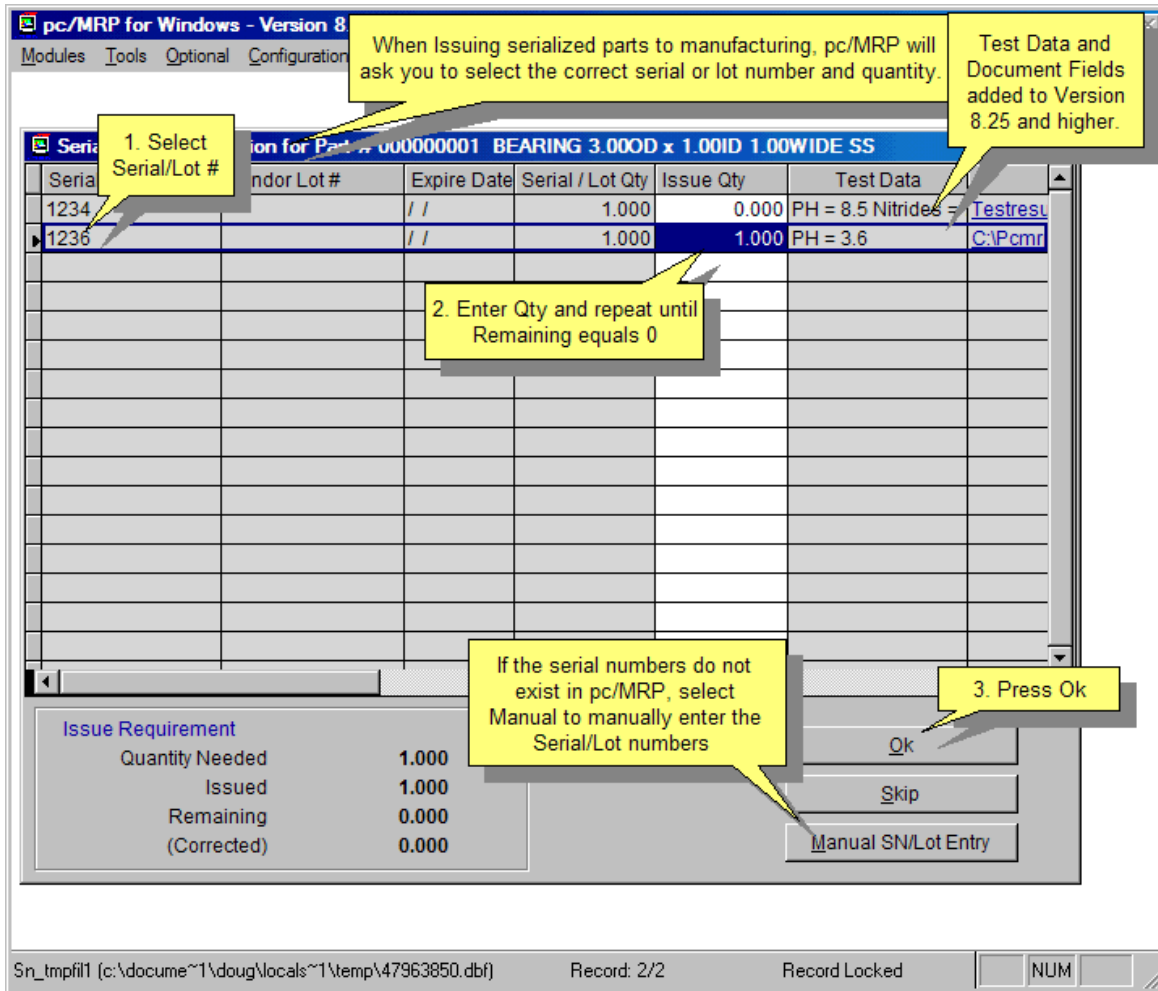 pc/MRP for Windows - Version 8.
Modules Tools Optional Configuration
When Issuing serialized parts to manufacturing, pc/MRP will
ask you to select the correct serial or lot number and quantity.
Test Data and
Document Fields
added to Version
8.25 and higher.
1. Select
Serial/Lot #
Seria ion for Part # 000000001 BEARING 3.00OD x 1.00ID 1.00WIDE SS
Seria ndor Lot # Expire Date Serial / Lot Qty Issue Qty Test Data
1234 / / 1.000 0.000 PH = 8.5 Nitrides = Testresu
1236 / / 1.000 1.000 PH = 3.6 C:\Pcmr
2. Enter Qty and repeat until
Remaining equals 0
If the serial numbers do not
exist in pc/MRP, select
Manual to manually enter the
Serial/Lot numbers
3. Press Ok
Issue Requirement
Quantity Needed 1.000
Issued 1.000
Remaining 0.000
(Corrected) 0.000
Ok
Skip
Manual SN/Lot Entry
Sn_tmpfil1 (c:\docume~1\doug\locals~1\temp\47963850.dbf) Record: 2/2 Record Locked NUM